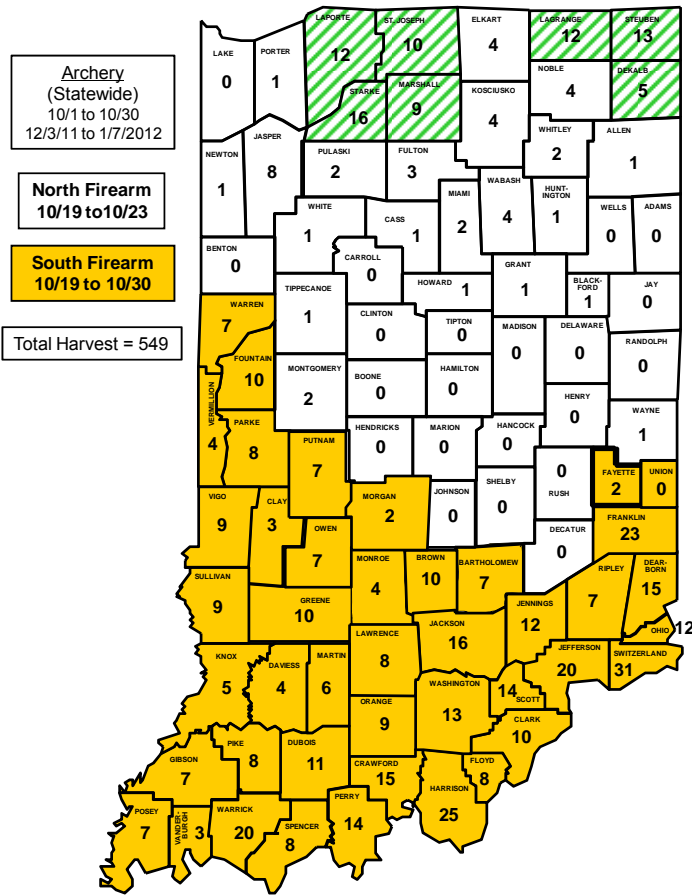 Archery
(Statewide)
10/1 to 10/30
12/3/11 to 1/7/2012
North Firearm
10/19 to10/23
South Firearm
10/19 to 10/30
Total Harvest = 549
LAKE
0
PORTER
1
LAPORTE
12
ST. JOSEPH
10
ELKART
4
LAGRANGE
12
STEUBEN
13
STARKE
16
MARSHALL
9
KOSCIUSKO
4
NOBLE
4
DEKALB
5
NEWTON
1
JASPER
8
PULASKI
2
FULTON
3
WHITLEY
2
ALLEN
1
WHITE
1
CASS
1
MIAMI
2
WABASH
4
HUNT-
INGTON
1
WELLS
0
ADAMS
0
BENTON
0
CARROLL
0
TIPPECANOE
1
HOWARD 1
GRANT
1
BLACK-
FORD
1
JAY
0
WARREN
7
CLINTON
0
TIPTON
0
MADISON
0
DELAWARE
0
RANDOLPH
0
FOUNTAIN
10
MONTGOMERY
2
BOONE
0
HAMILTON
0
HENRY
0
WAYNE
1
VERMILLION
4
PARKE
8
PUTNAM
7
HENDRICKS
0
MARION
0
HANCOCK
0
0
RUSH
FAYETTE
2
UNION
0
VIGO
9
CLAY
3
OWEN
7
MORGAN
2
JOHNSON
0
SHELBY
0
DECATUR
0
FRANKLIN
23
SULLIVAN
9
GREENE
10
MONROE
4
BROWN
10
BARTHOLOMEW
7
JENNINGS
12
RIPLEY
7
DEAR-
BORN
15
OHIO 12
KNOX
5
DAVIESS
4
MARTIN
6
LAWRENCE
8
JACKSON
16
JEFFERSON
20
SWITZERLAND
31
ORANGE
9
WASHINGTON
13
14
SCOTT
CLARK
10
GIBSON
7
PIKE
8
DUBOIS
11
CRAWFORD
15
FLOYD
8
HARRISON
25
POSEY
7
VANDER-
BURGH
3
WARRICK
20
SPENCER
8
PERRY
14